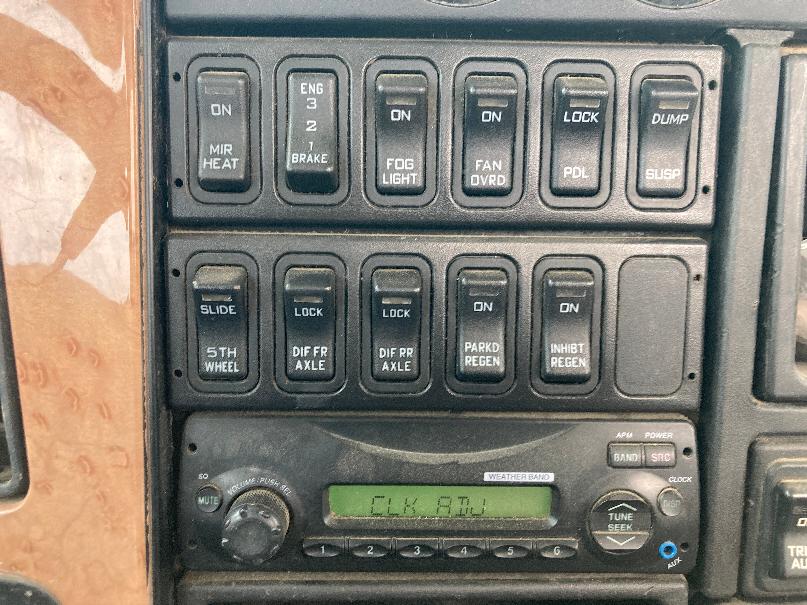 ON
MIR
HEAT
ENG
3
2
1
BRAKE
ON
FOG
LIGHT
ON
FAN
OVRD
LOCK
PDL
DUMP
SUSP
SLIDE
5TH
WHEEL
LOCK
DIF FR
AXLE
LOCK
DIF RR
AXLE
ON
PARKD
REGEN
ON
INHIBT
REGEN
APM POWER
BAND SRC
WEATHER BAND
SQ
MUTE
VOLUME/PUSH SEL
CLK ADJ
CLOCK
DISP
TUNE
SEEK
1 2 3 4 5 6
AUX